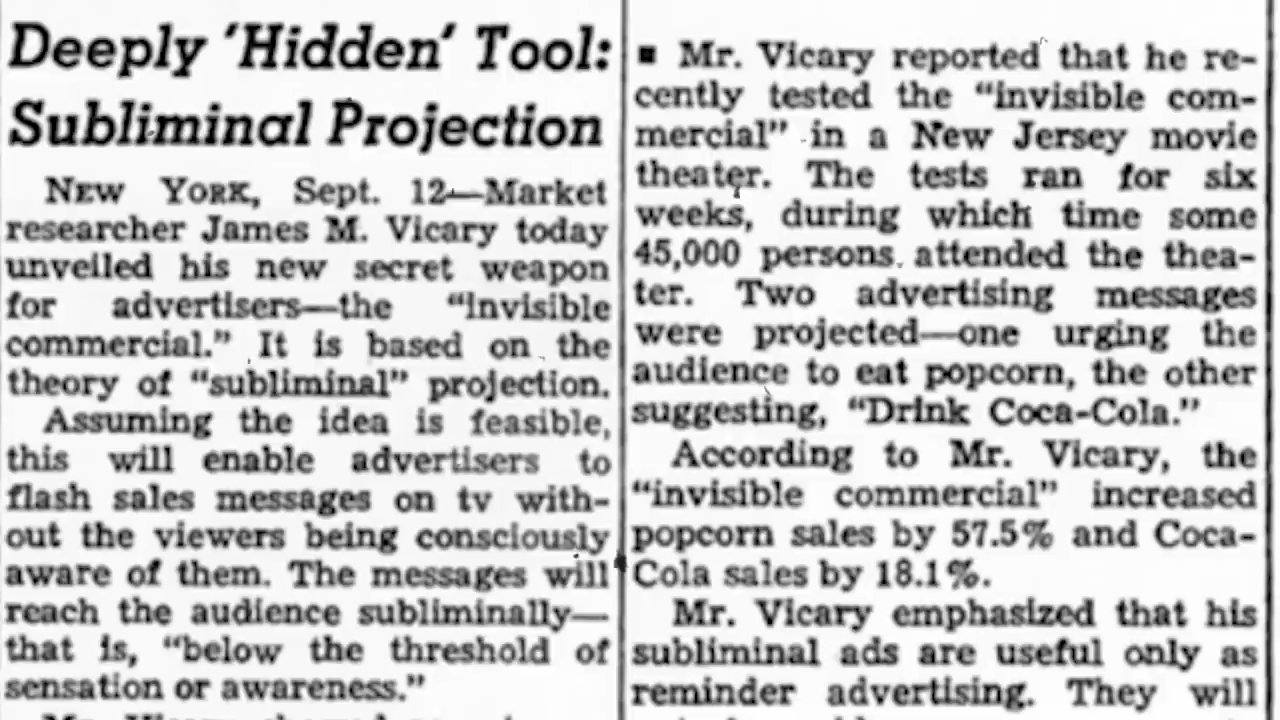 Deeply 'Hidden' Tool:
Subliminal Projection
NEW YORK, Sept. 12—Market
researcher James M. Vicary today
unveiled his new secret weapon
for advertisers—the "invisible
commercial." It is based on the
theory of "subliminal" projection.
Assuming the idea is feasible,
this will enable advertisers to
flash sales messages on tv with-
out the viewers being consciously
aware of them. The messages will
reach the audience subliminally—
that is, "below the threshold of
sensation or awareness."
■ Mr. Vicary reported that he re-
cently tested the "invisible com-
mercial" in a New Jersey movie
theater. The tests ran for six
weeks, during which time some
45,000 persons attended the thea-
ter. Two advertising messages
were projected—one urging the
audience to eat popcorn, the other
suggesting, "Drink Coca-Cola."
According to Mr. Vicary, the
"invisible commercial" increased
popcorn sales by 57.5% and Coca-
Cola sales by 18.1%.
Mr. Vicary emphasized that his
subliminal ads are useful only as
reminder advertising. They will